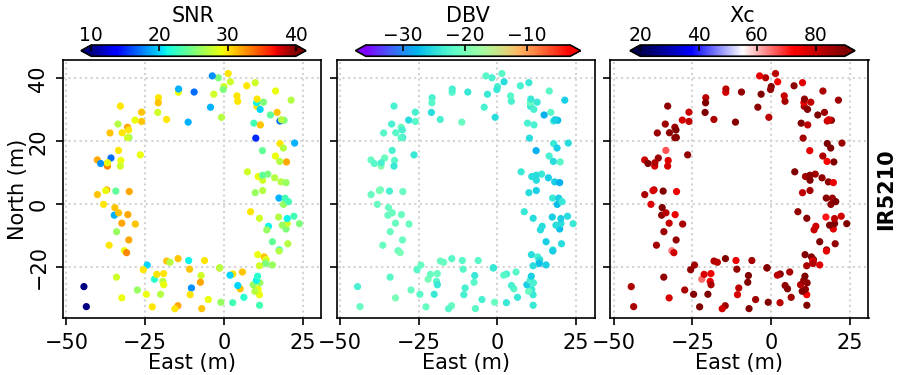 SNR
10 20 30 40
DBV
−30 −20 −10
Xc
20 40 60 80
North (m)
40
20
0
−20
−50 −25 0 25
East (m)
−50 −25 0 25
East (m)
−50 −25 0 25
East (m)
IR5210